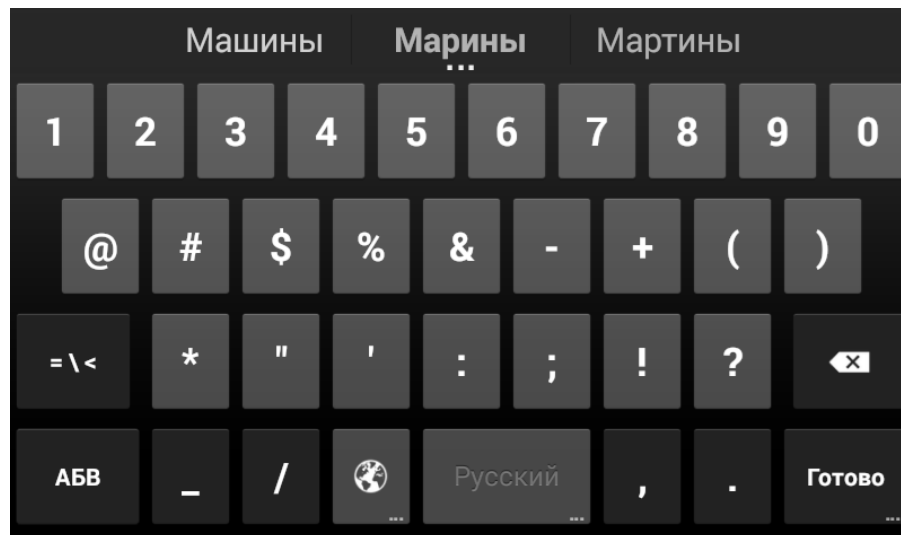 Машины Марины Мартины
1 2 3 4 5 6 7 8 9 0
@ # $ % & - + ( )
= \ < * " ' : ; ! ?
АБВ _ / Русский , . Готово